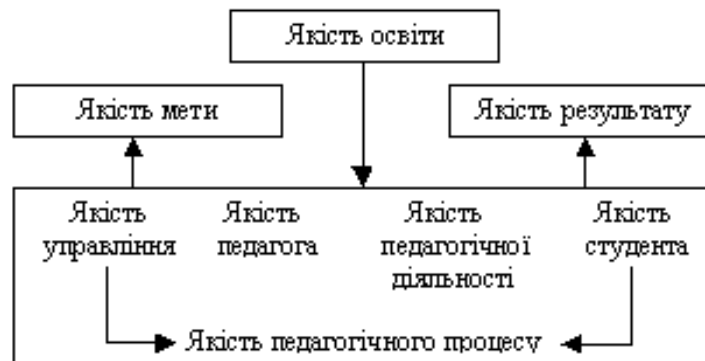 Якість освіти
Якість мети
Якість результату
Якість
управління
Якість
педагога
Якість
педагогічної
діяльності
Якість
студента
Якість педагогічного процесу